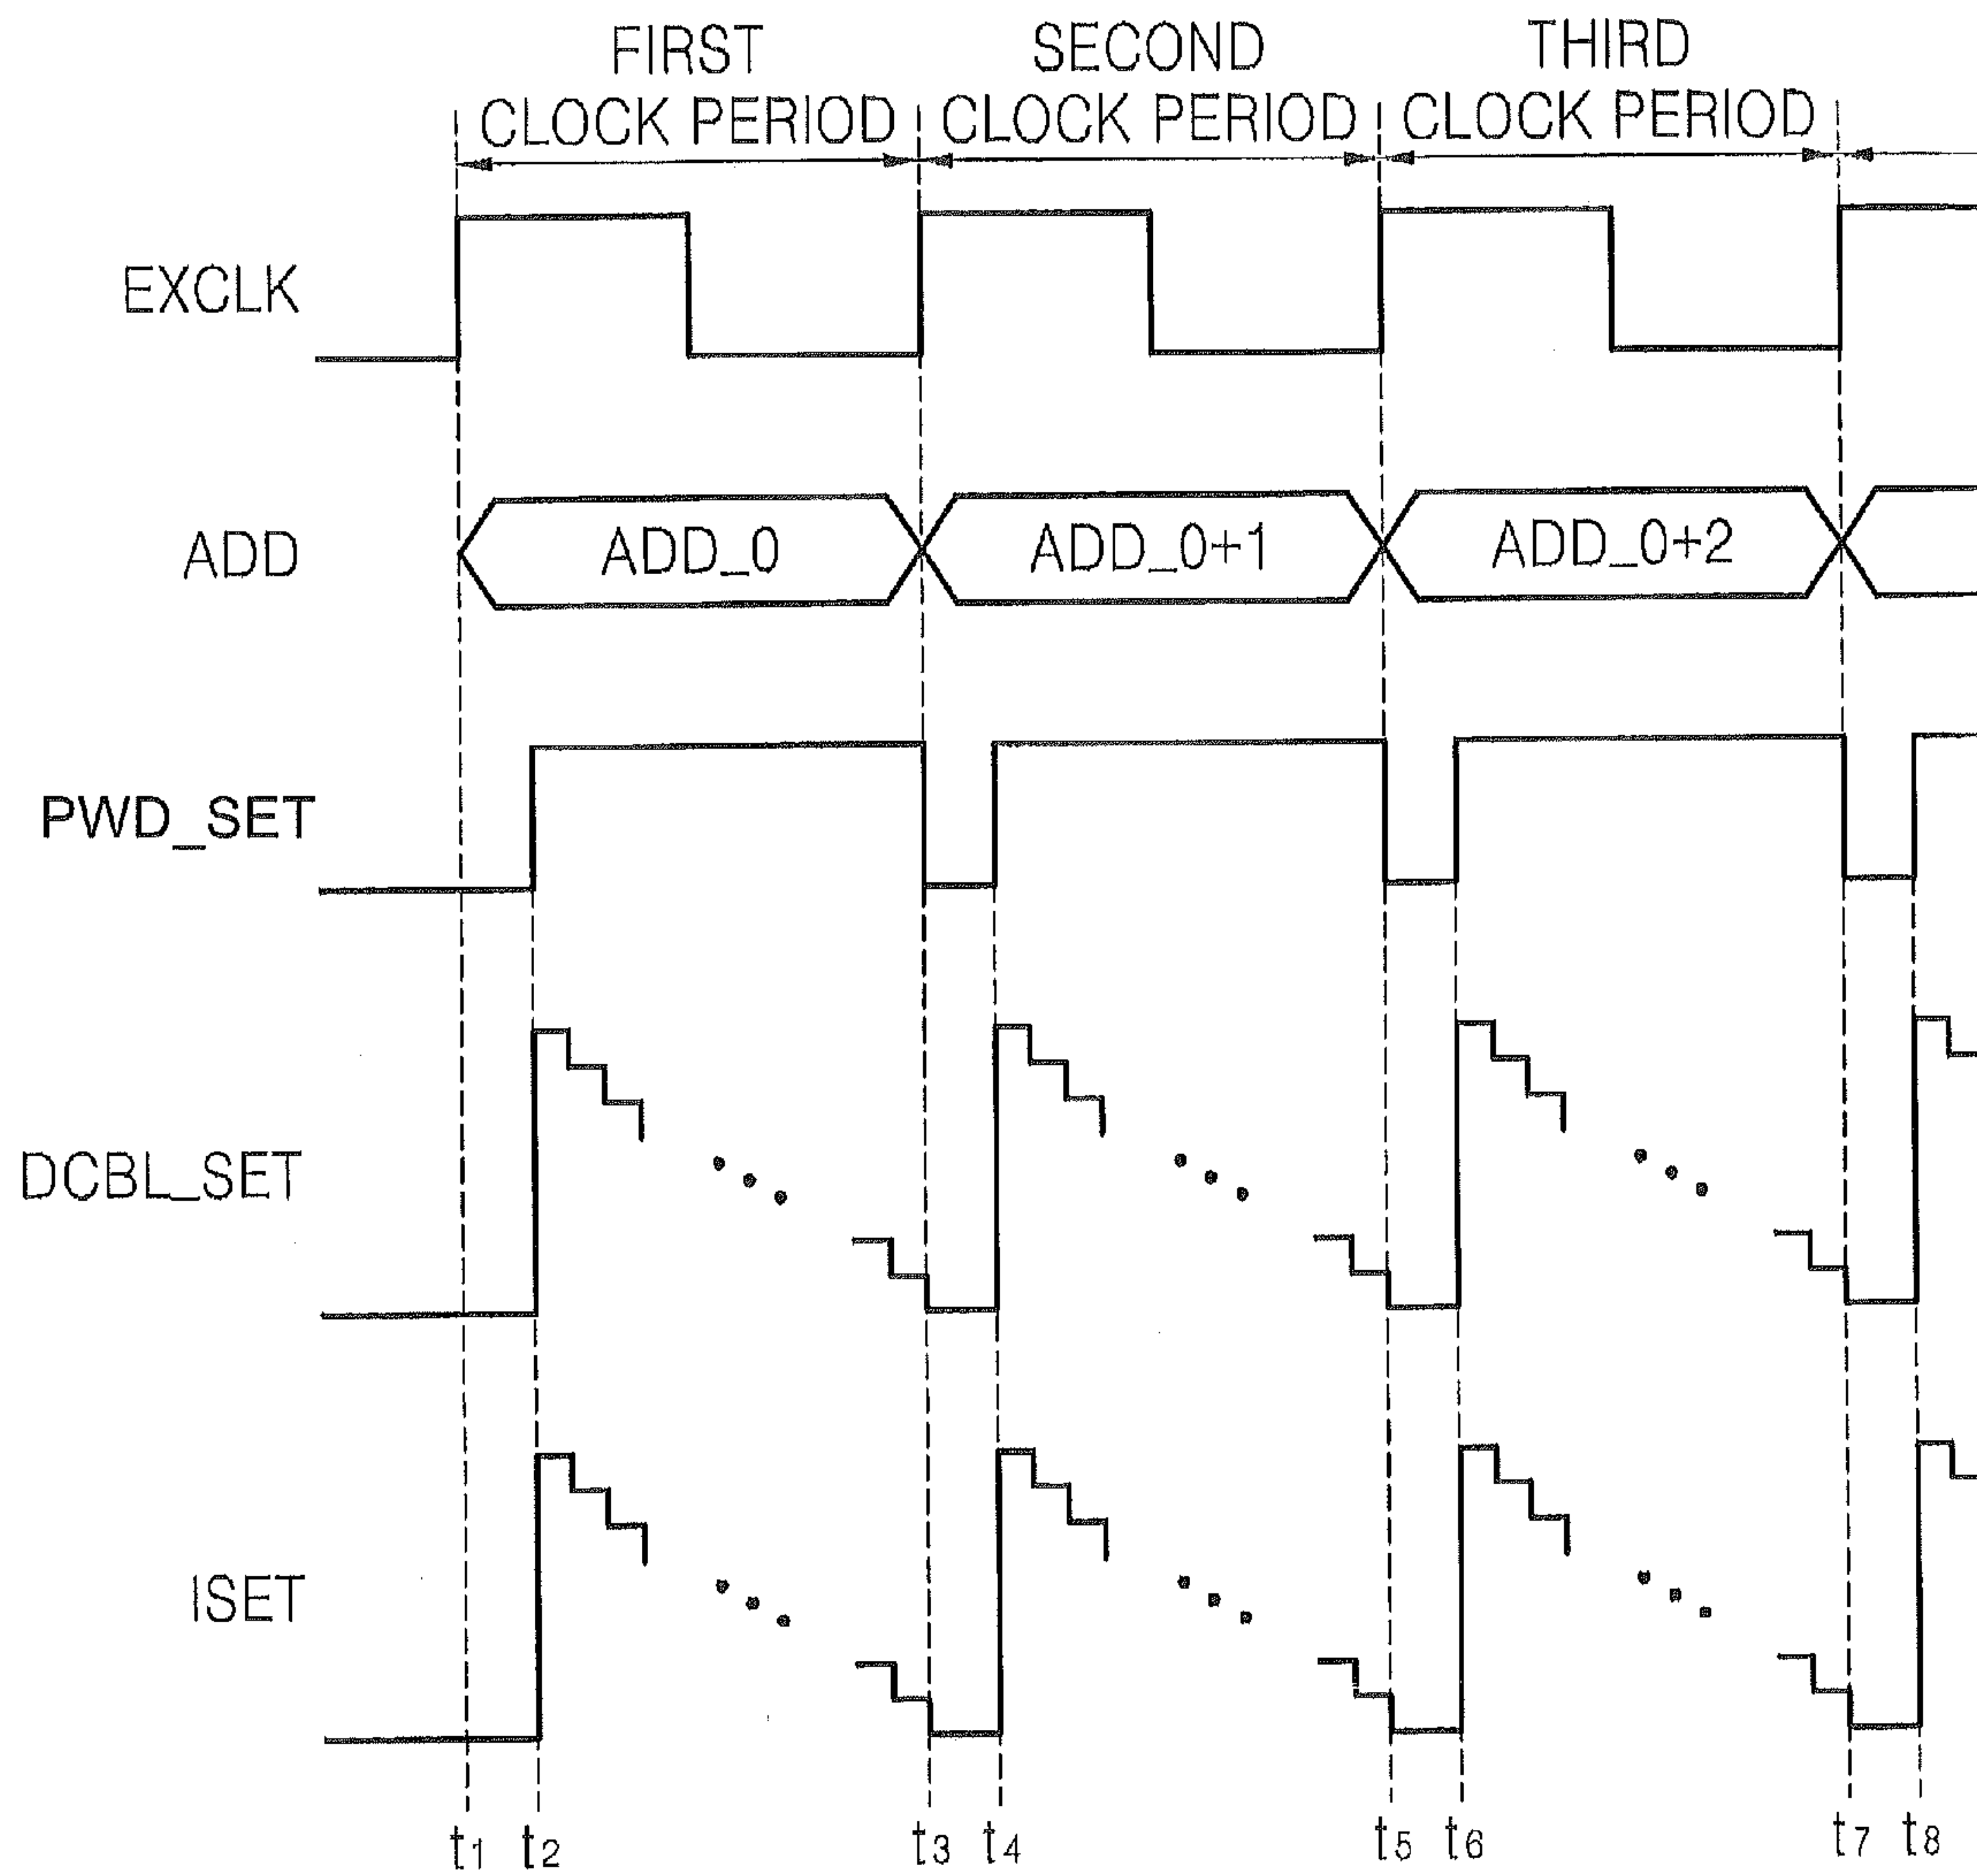 FIRST
CLOCK PERIOD
SECOND
CLOCK PERIOD
THIRD
CLOCK PERIOD
EXCLK
ADD
ADD_0
ADD_0+1
ADD_0+2
PWD_SET
DCBL_SET
ISET
t1 t2 t3 t4 t5 t6 t7 t8